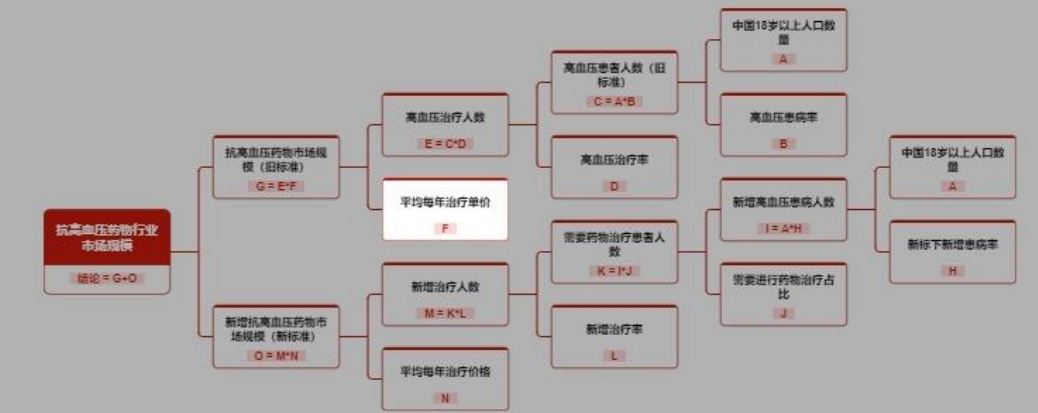 抗高血压药物行业
市场规模
结论 = G+O
抗高血压药物市场规
模（旧标准）
G = E*F
新增抗高血压药物市
场规模（新标准）
O = M*N
高血压治疗人数
E = C*D
平均每年治疗单价
F
新增治疗人数
M = K*L
平均每年治疗价格
N
高血压患者人数（旧
标准）
C = A*B
高血压治疗率
D
需要药物治疗患者人
数
K = I*J
新增治疗率
L
中国18岁以上人口数
量
A
高血压患病率
B
新增高血压患病人数
I = A*H
需要进行药物治疗占
比
J
中国18岁以上人口数
量
A
新标下新增患病率
H